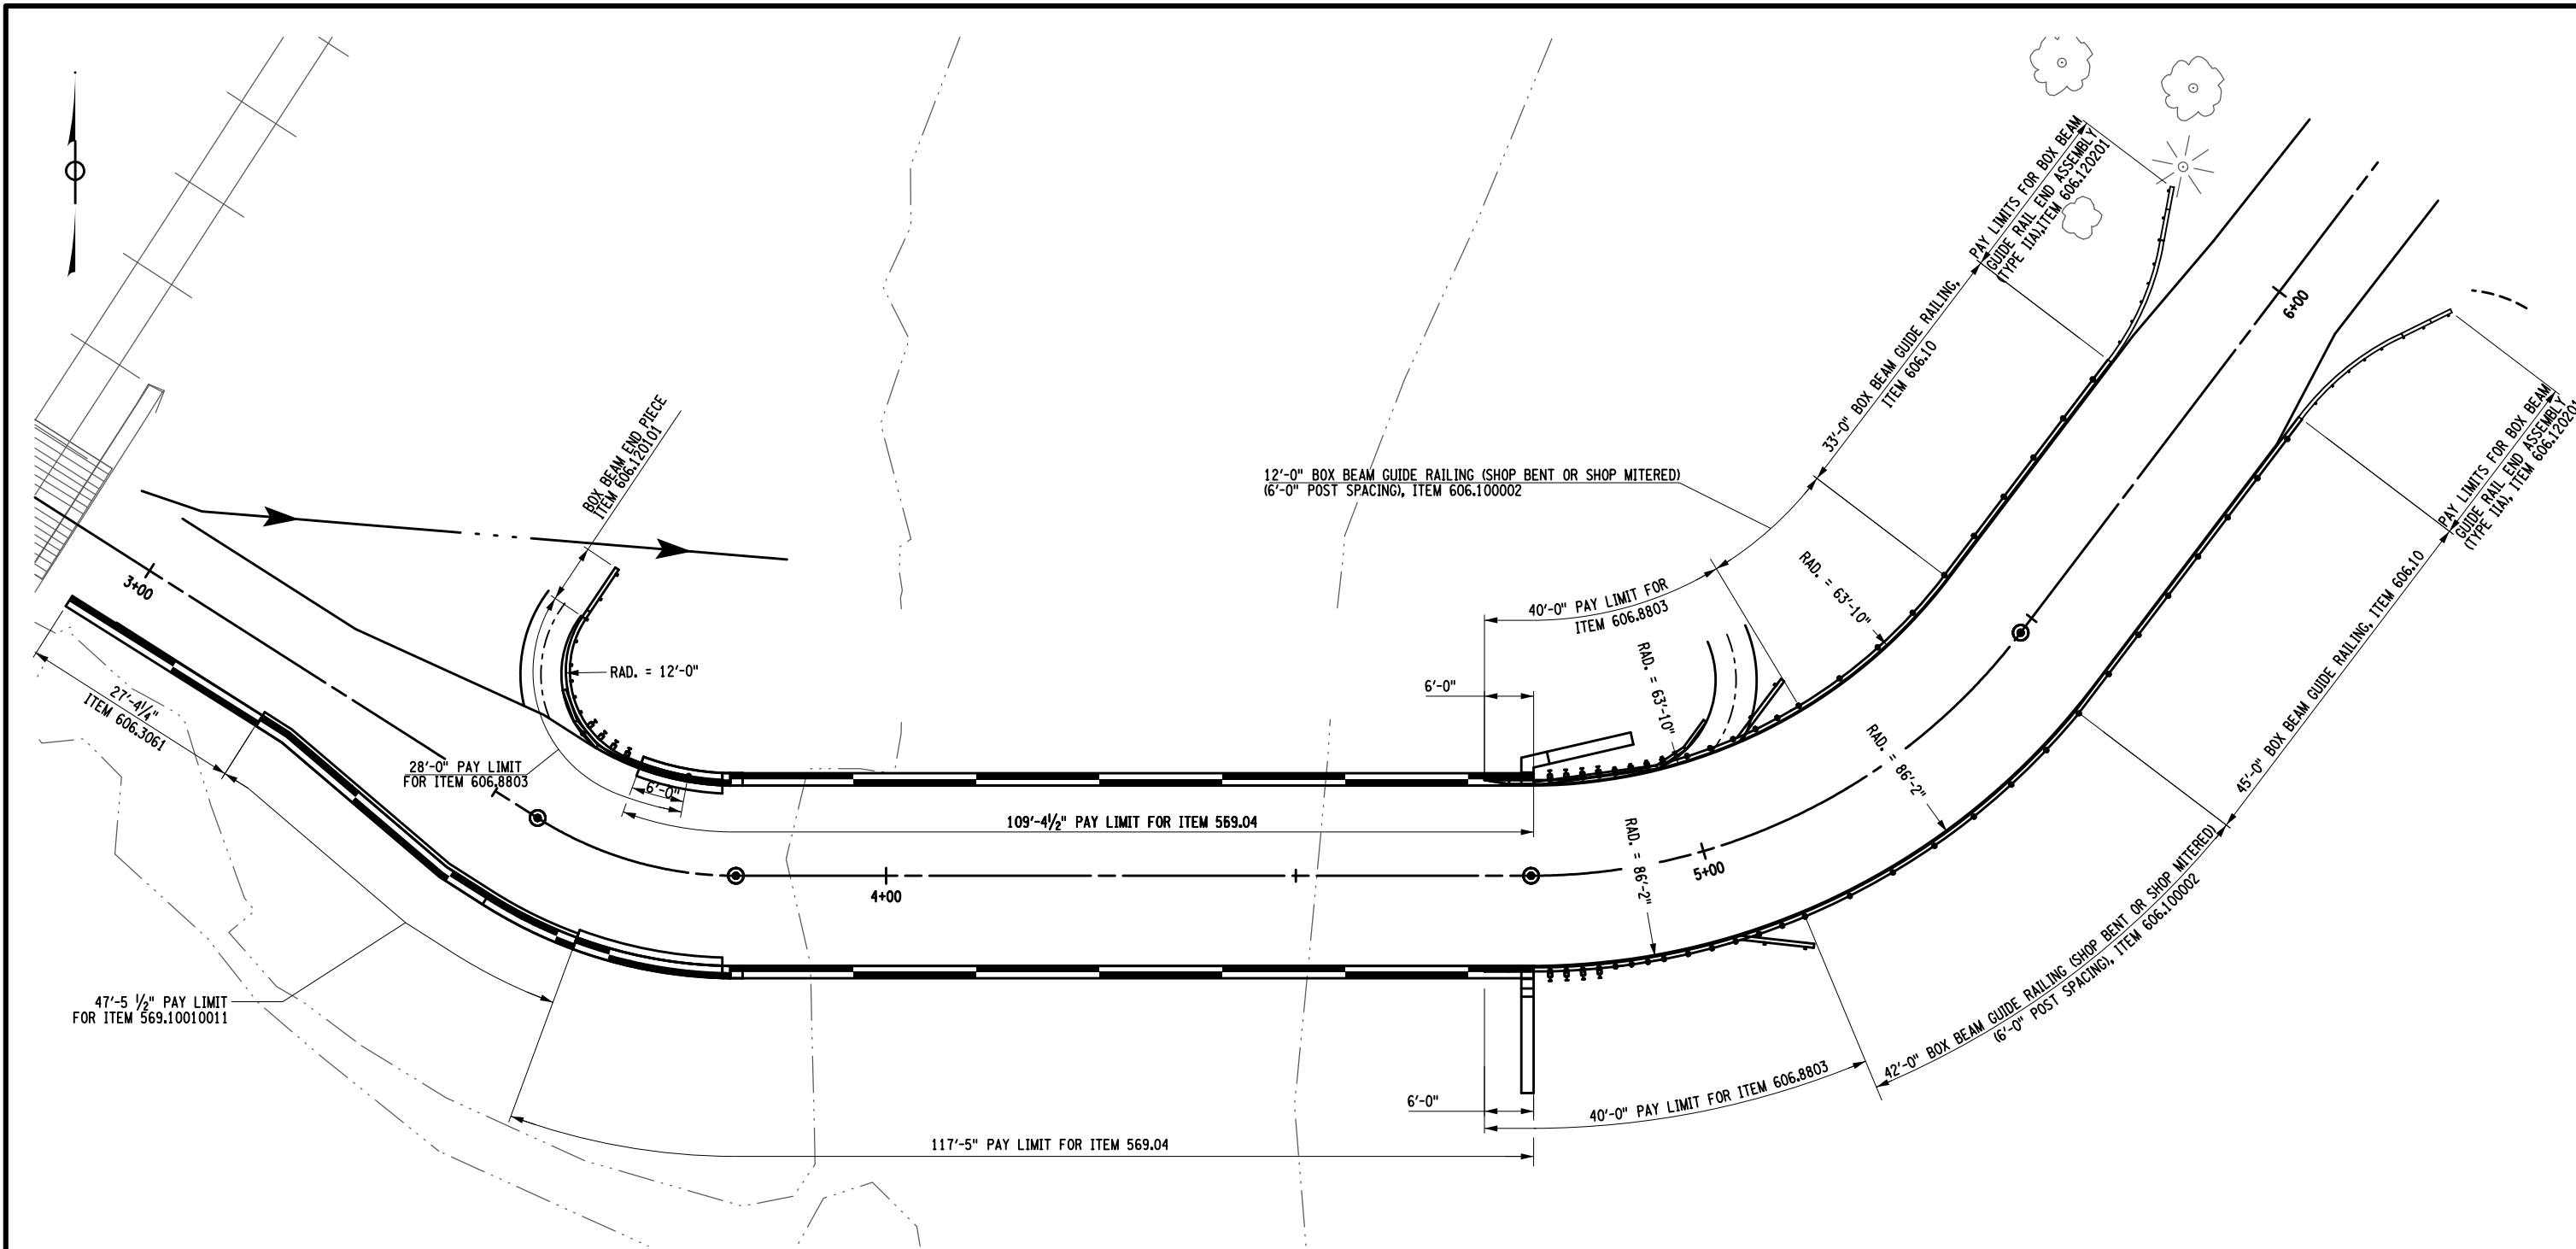 PAY LIMITS FOR BOX BEAM
GUIDE RAIL END ASSEMBLY
(TYPE IIA),ITEM 606.120201
33'-0" BOX BEAM GUIDE RAILING,
ITEM 606.10
6+00
BOX BEAM END PIECE
ITEM 606.120101
12'-0" BOX BEAM GUIDE RAILING (SHOP BENT OR SHOP MITERED)
(6'-0" POST SPACING), ITEM 606.100002
PAY LIMITS FOR BOX BEAM
GUIDE RAIL END ASSEMBLY
(TYPE IIA), ITEM 606.120201
3+00
40'-0" PAY LIMIT FOR
ITEM 606.8803
RAD. = 63'-10"
45'-0" BOX BEAM GUIDE RAILING, ITEM 606.10
RAD. = 12'-0"
RAD. = 63'-10"
6'-0"
27'-4¼"
ITEM 606.3061
28'-0" PAY LIMIT
FOR ITEM 606.8803
6'-0"
RAD. = 86'-2"
109'-4½" PAY LIMIT FOR ITEM 569.04
RAD. = 86'-2"
5+00
4+00
42'-0" BOX BEAM GUIDE RAILING (SHOP BENT OR SHOP MITERED)
(6'-0" POST SPACING), ITEM 606.100002
47'-5 ½" PAY LIMIT
FOR ITEM 569.10010011
6'-0"
40'-0" PAY LIMIT FOR ITEM 606.8803
117'-5" PAY LIMIT FOR ITEM 569.04